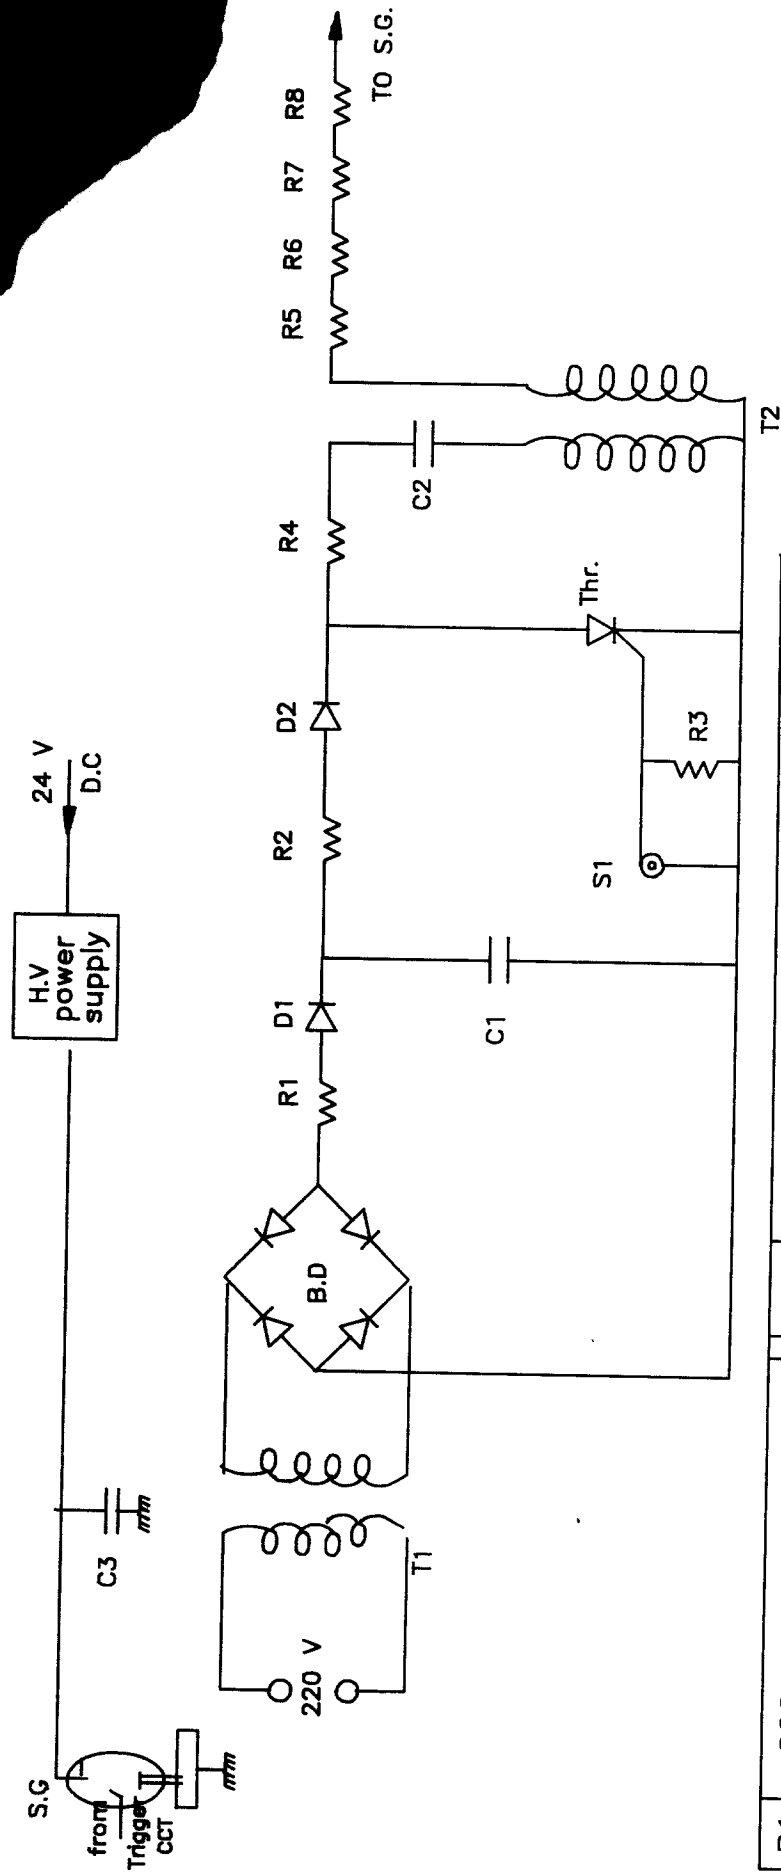 S.G
from
Trigger
CCT
C3
H.V
power
supply
24 V
D.C
220 V
T1
B.D
R1
D1
C1
R2
D2
S1
R3
Thr.
R4
C2
T2
R5
R6
R7
R8
TO S.G.